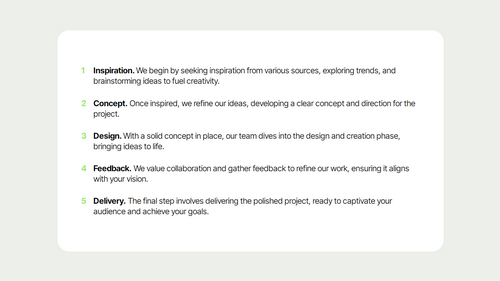 1 Inspiration. We begin by seeking inspiration from various sources, exploring trends, and
brainstorming ideas to fuel creativity.
2 Concept. Once inspired, we refine our ideas, developing a clear concept and direction for the
project.
3 Design. With a solid concept in place, our team dives into the design and creation phase,
bringing ideas to life.
4 Feedback. We value collaboration and gather feedback to refine our work, ensuring it aligns
with your vision.
5 Delivery. The final step involves delivering the polished project, ready to captivate your
audience and achieve your goals.